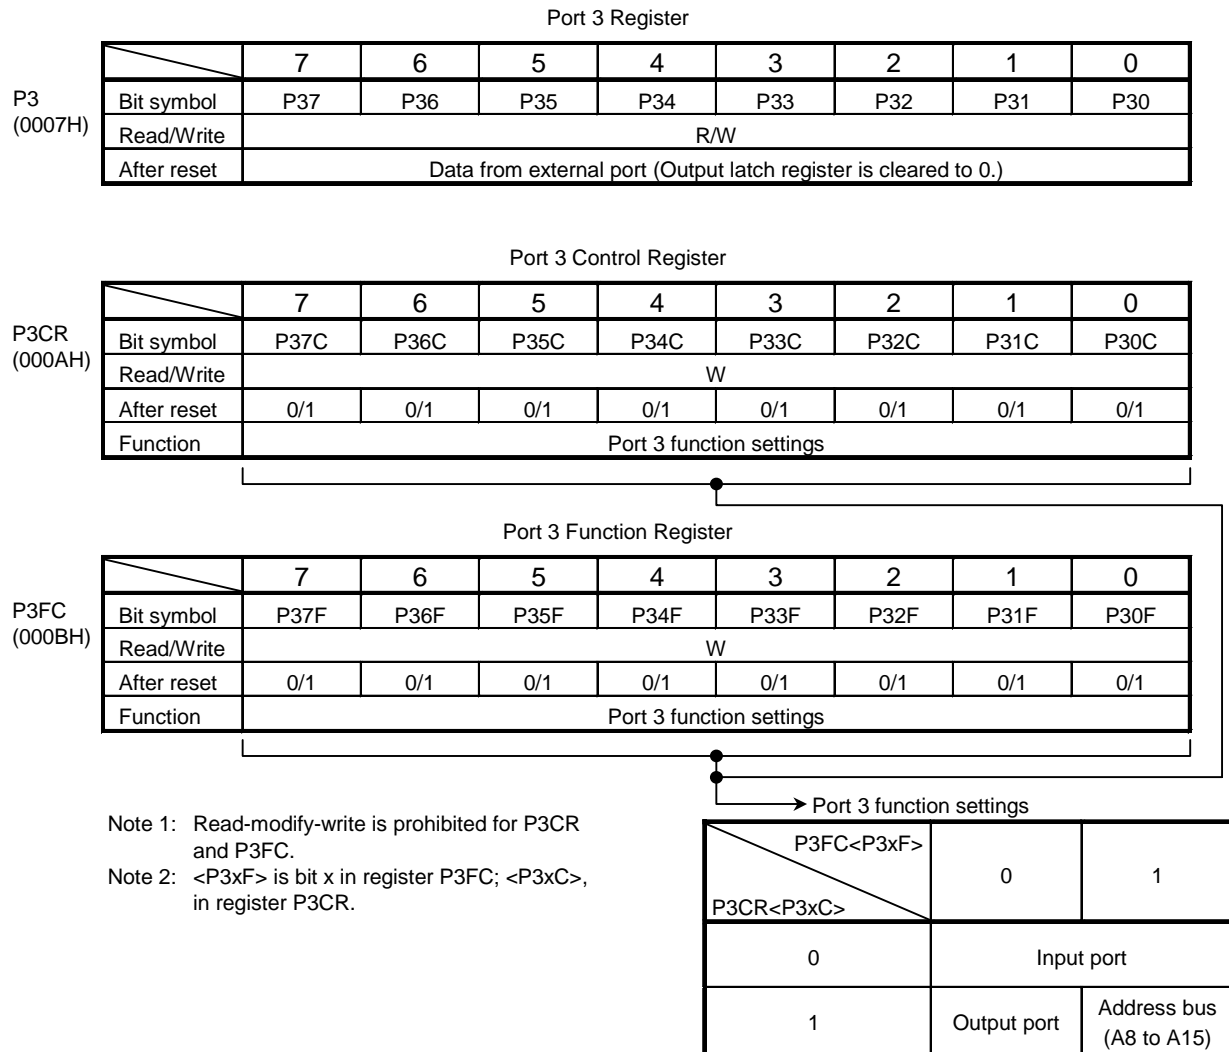 Port 3 Register
7 6 5 4 3 2 1 0
P3
(0007H)
Bit symbol P37 P36 P35 P34 P33 P32 P31 P30
Read/Write R/W
After reset Data from external port (Output latch register is cleared to 0.)
Port 3 Control Register
7 6 5 4 3 2 1 0
P3CR
(000AH)
Bit symbol P37C P36C P35C P34C P33C P32C P31C P30C
Read/Write W
After reset 0/1 0/1 0/1 0/1 0/1 0/1 0/1 0/1
Function Port 3 function settings
Port 3 Function Register
7 6 5 4 3 2 1 0
P3FC
(000BH)
Bit symbol P37F P36F P35F P34F P33F P32F P31F P30F
Read/Write W
After reset 0/1 0/1 0/1 0/1 0/1 0/1 0/1 0/1
Function Port 3 function settings
Note 1: Read-modify-write is prohibited for P3CR
and P3FC.
Note 2: <P3xF> is bit x in register P3FC; <P3xC>,
in register P3CR.
Port 3 function settings
P3FC<P3xF>
P3CR<P3xC>
0 1
0 Input port
1 Output port Address bus
(A8 to A15)